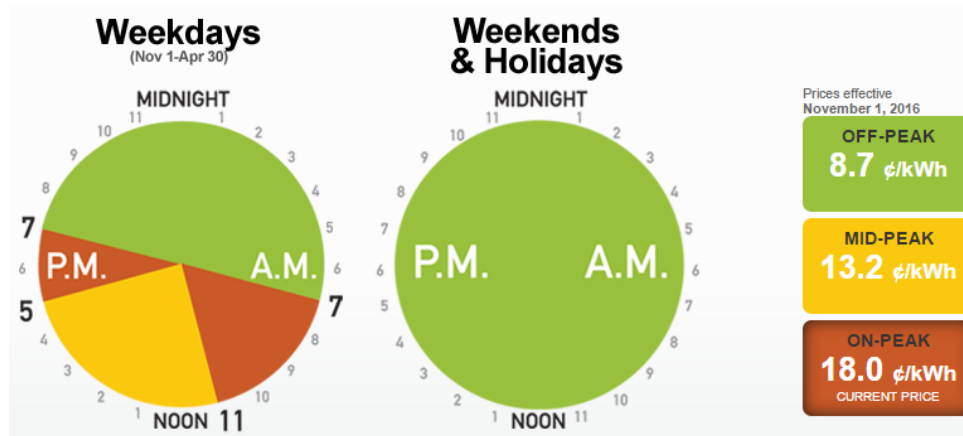 Weekdays
(Nov 1-Apr 30)
MIDNIGHT
11 1
10 2
9 3
8 4
7 5
6 P.M. A.M. 6
5 7
4 8
3 9
2 10
1 NOON 11
Weekends
& Holidays
MIDNIGHT
11 1
10 2
9 3
8 4
7 5
6 P.M. A.M. 6
5 7
4 8
3 9
2 10
1 NOON 11
Prices effective
November 1, 2016
OFF-PEAK
8.7 ¢/kWh
MID-PEAK
13.2 ¢/kWh
ON-PEAK
18.0 ¢/kWh
CURRENT PRICE